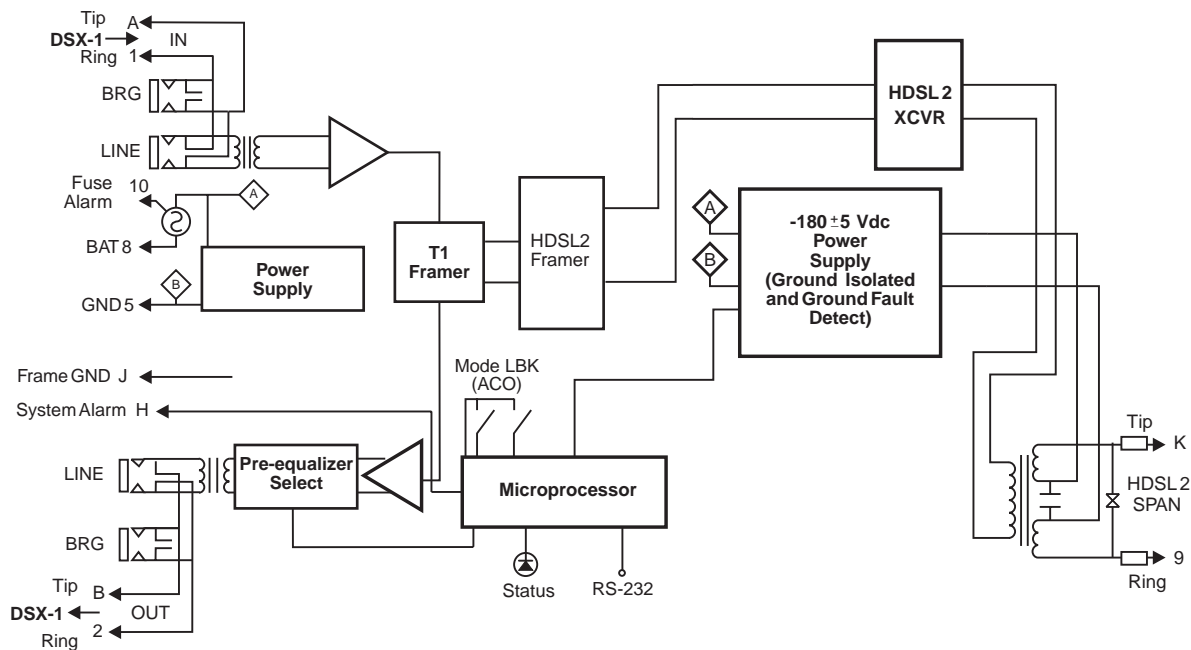 Tip A
DSX-1 IN
Ring 1
BRG
LINE
Fuse Alarm 10
A
BAT 8
B
GND 5
Power
Supply
T1
Framer
HDSL2
Framer
HDSL 2
XCVR
A
B
-180 ±5 Vdc
Power
Supply
(Ground Isolated
and Ground Fault
Detect)
Frame GND J
System Alarm H
Mode LBK
(ACO)
LINE
Pre-equalizer
Select
Microprocessor
BRG
Tip B
DSX-1 OUT
Ring 2
Status
RS-232
Tip
K
HDSL 2
SPAN
9
Ring